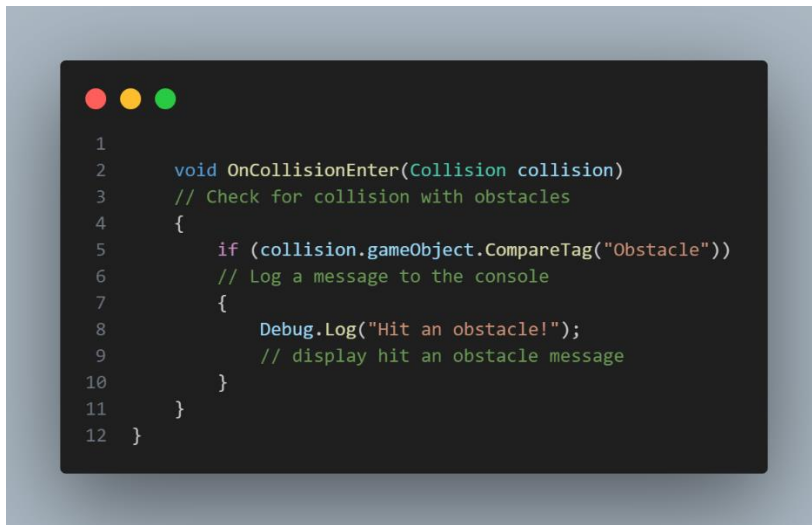 1
2 void OnCollisionEnter(Collision collision)
3 // Check for collision with obstacles
4 {
5 if (collision.gameObject.CompareTag("Obstacle"))
6 // Log a message to the console
7 {
8 Debug.Log("Hit an obstacle!");
9 // display hit an obstacle message
10 }
11 }
12 }